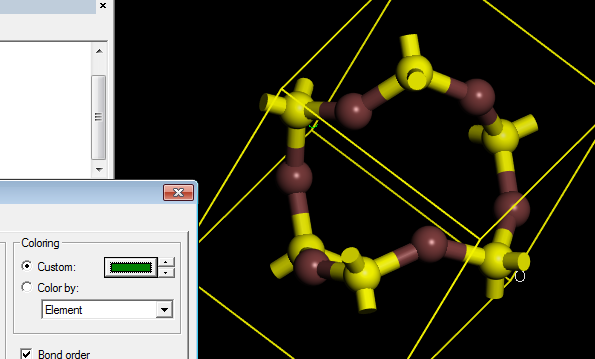 Coloring
Custom:
Color by:
Element
Bond order